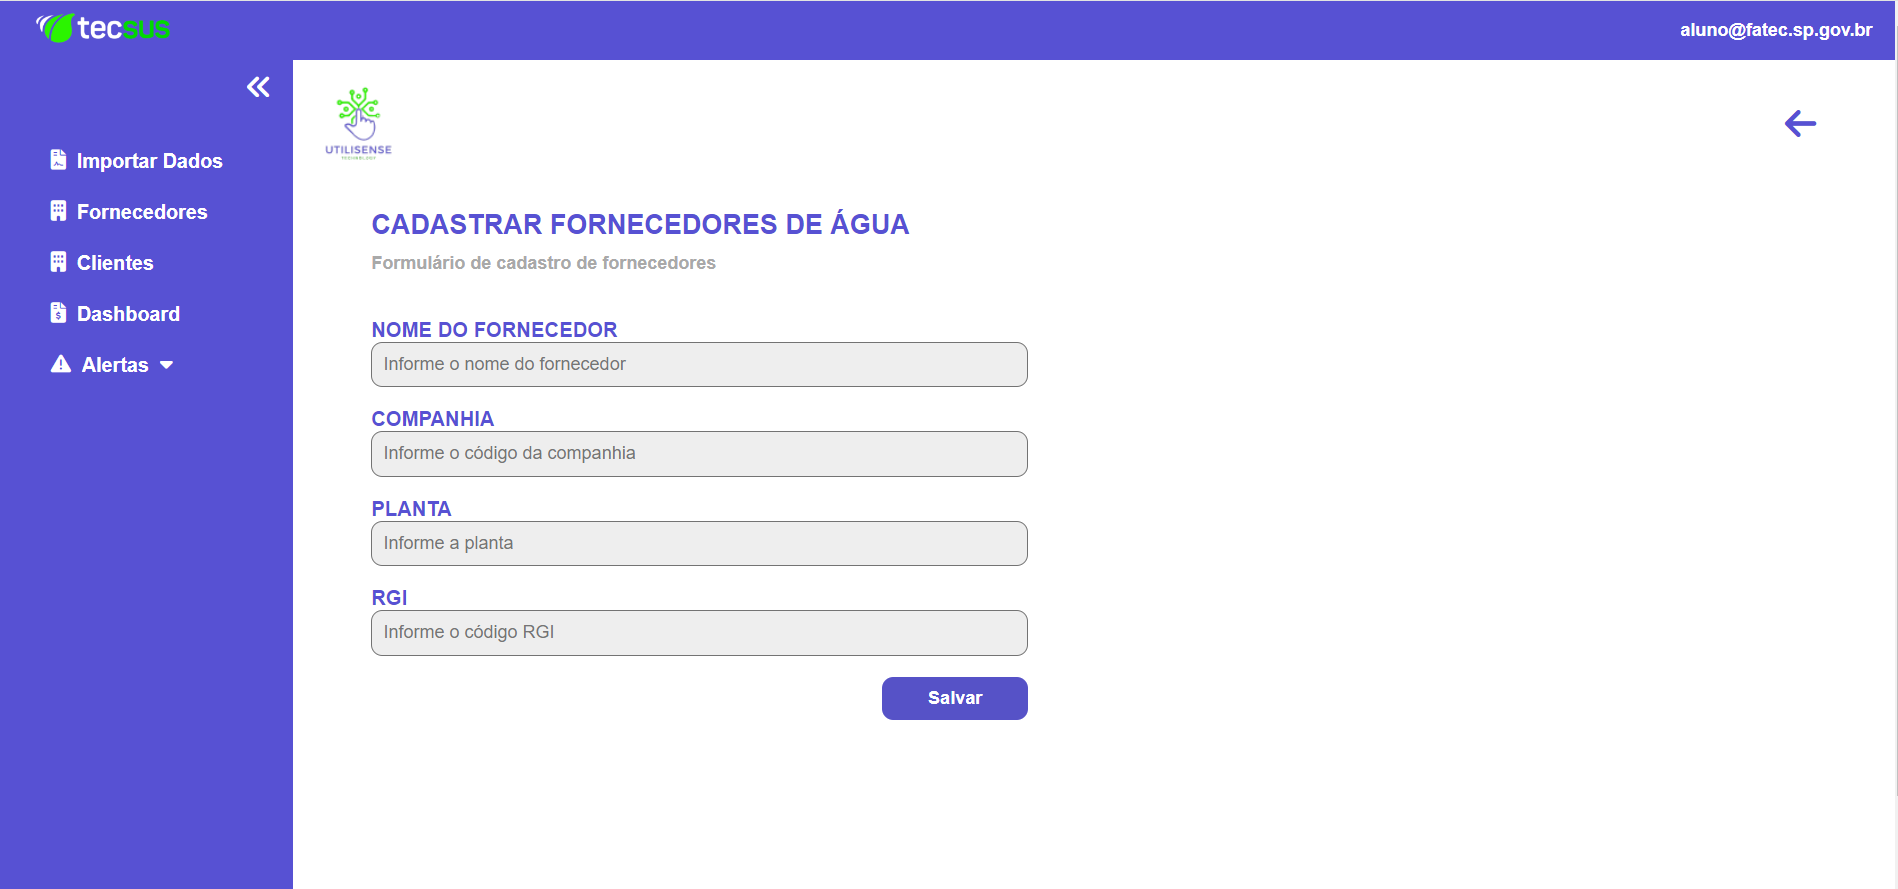 tecsus
aluno@fatec.sp.gov.br
Importar Dados
Fornecedores
Clientes
Dashboard
Alertas
UTILISENSE
CADASTRAR FORNECEDORES DE ÁGUA
Formulário de cadastro de fornecedores
NOME DO FORNECEDOR
Informe o nome do fornecedor
COMPANHIA
Informe o código da companhia
PLANTA
Informe a planta
RGI
Informe o código RGI
Salvar